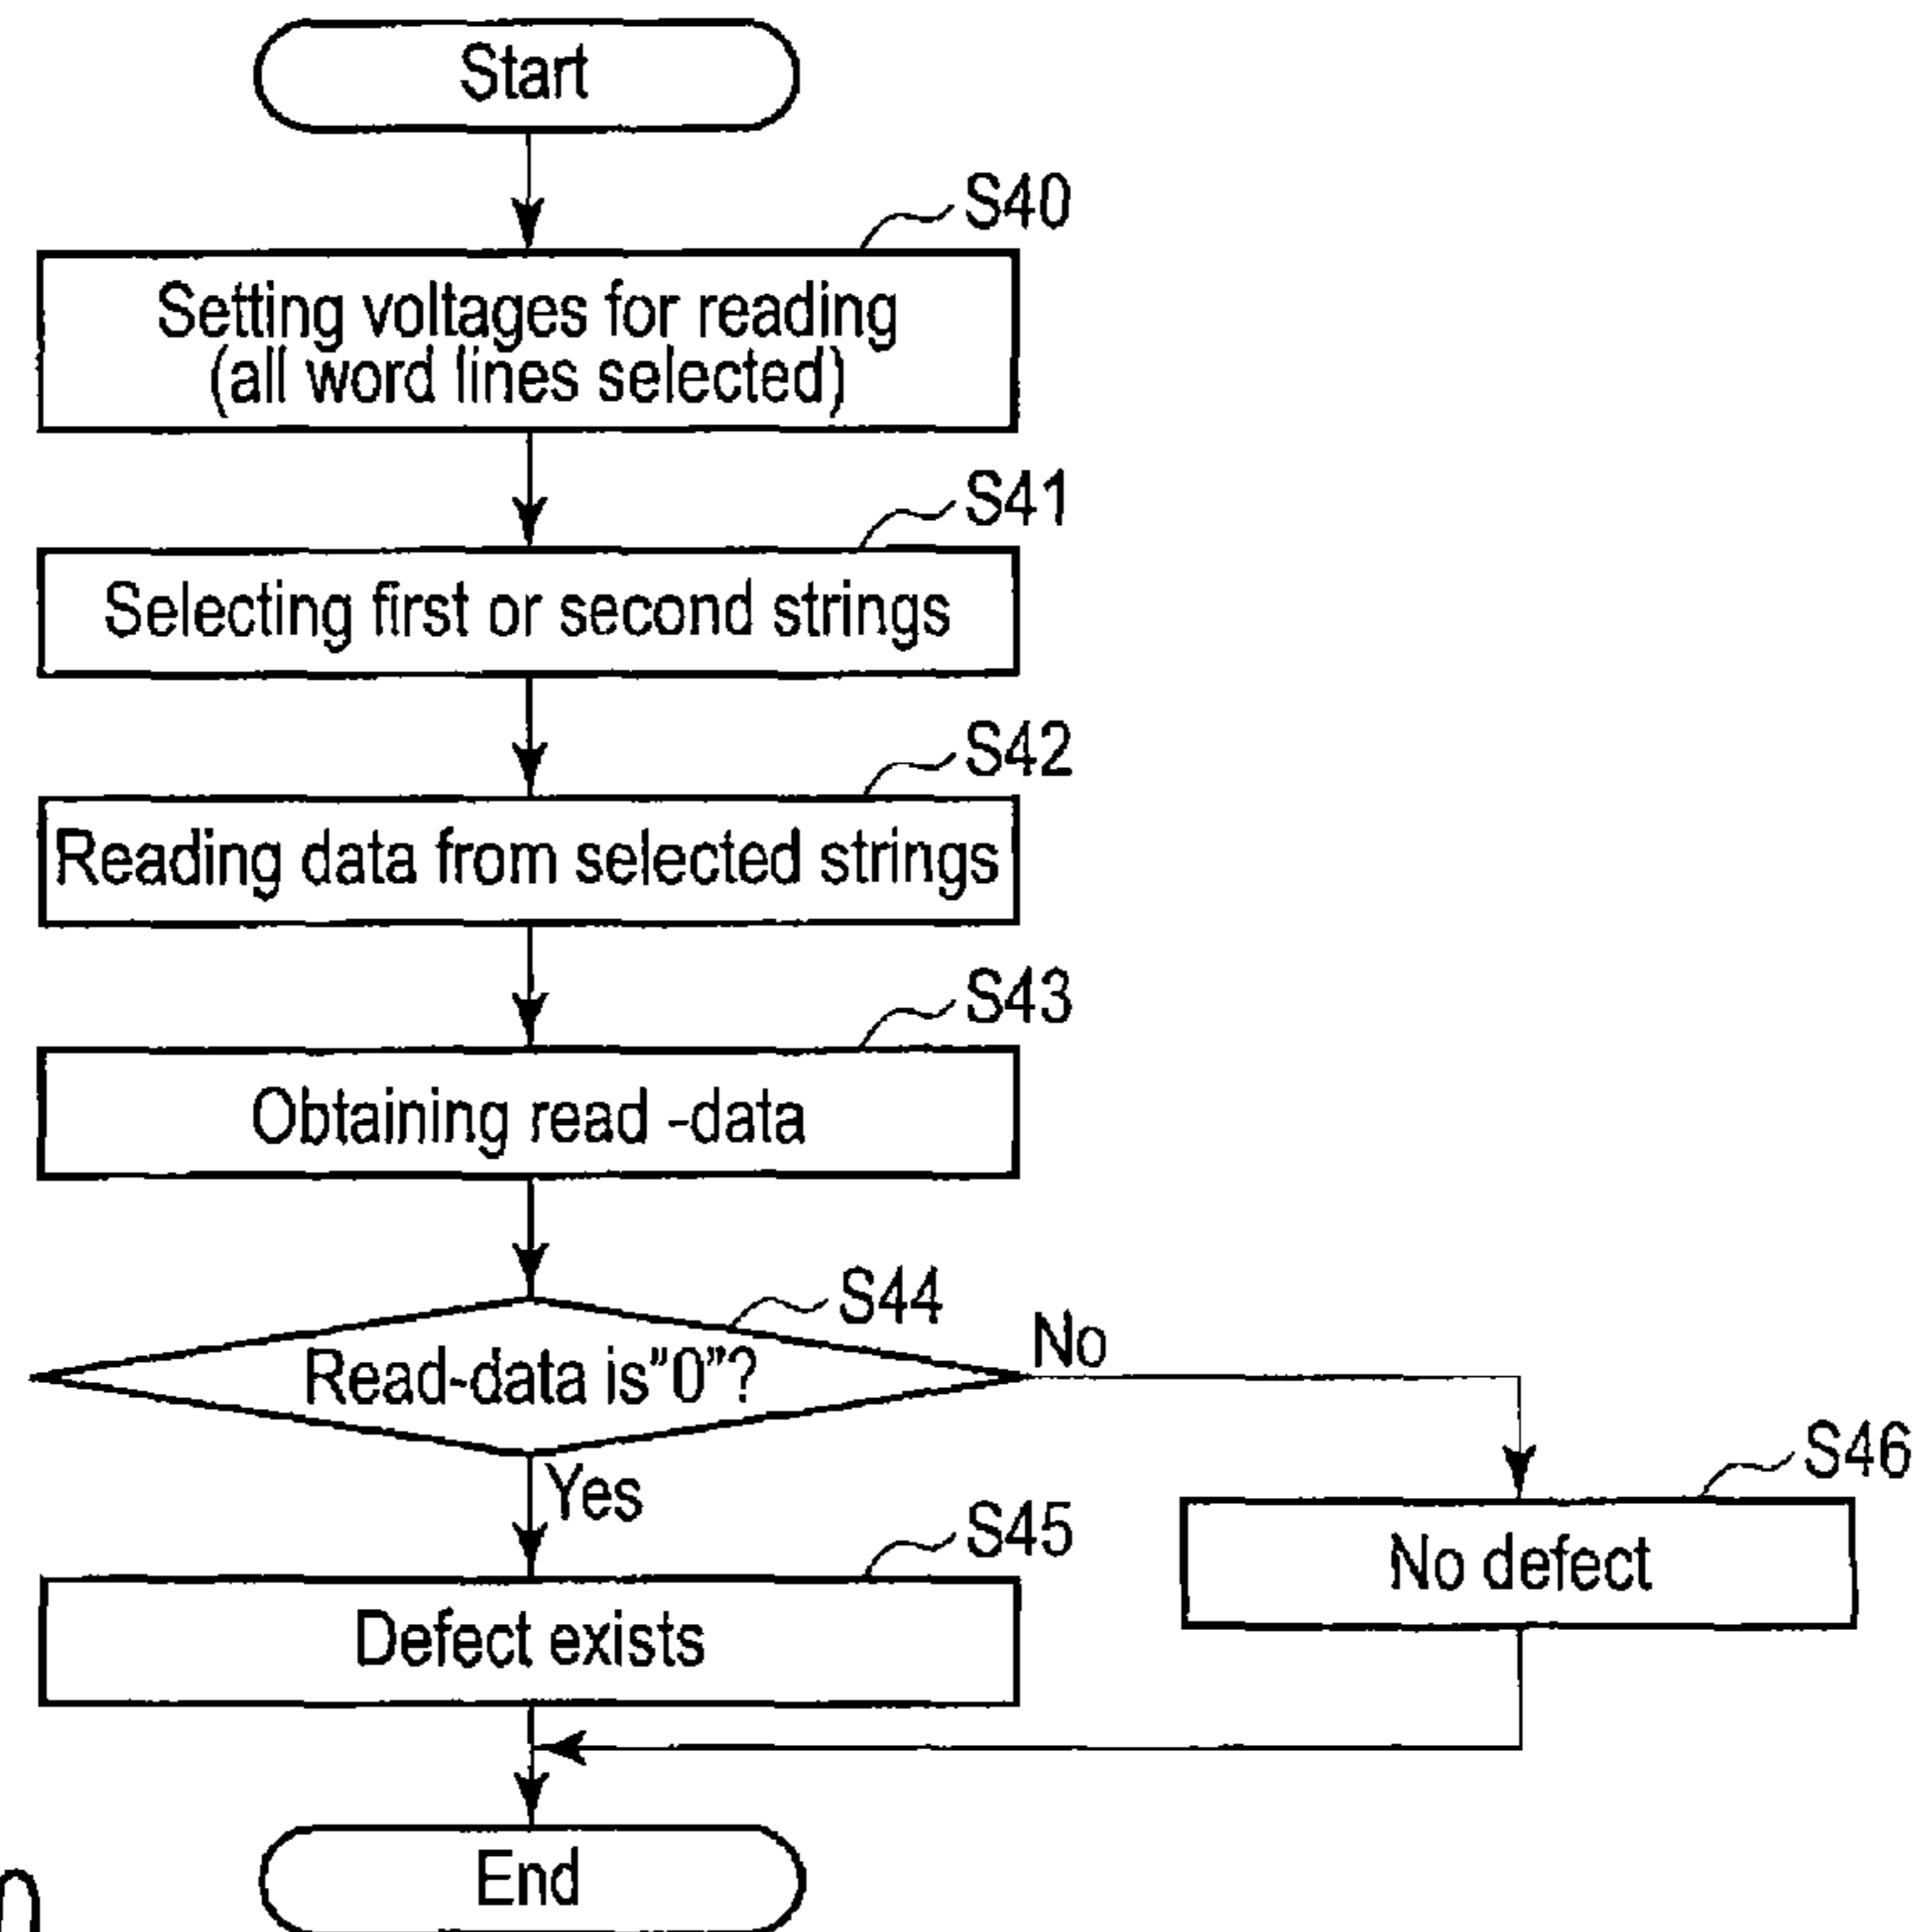 Start
S40
Setting voltages for reading
(all word lines selected)
S41
Selecting first or second strings
S42
Reading data from selected strings
S43
Obtaining read -data
S44
Read-data is”0”?
No
Yes
S46
No defect
S45
Defect exists
End